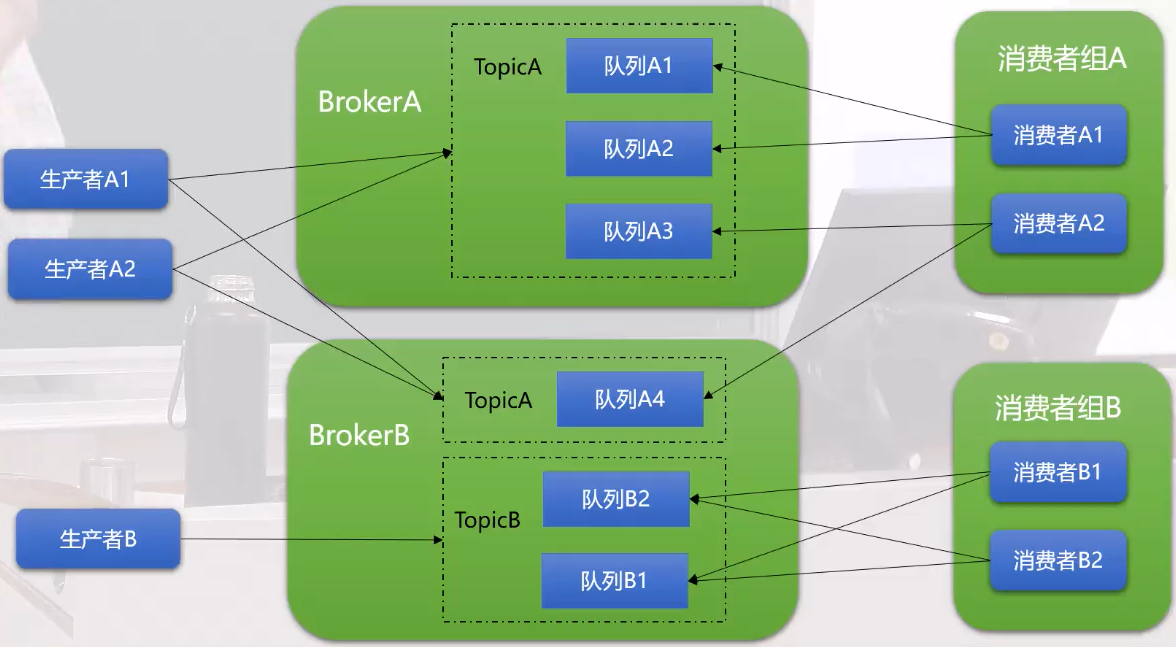 生产者A1
生产者A2
生产者B
BrokerA
TopicA
队列A1
队列A2
队列A3
BrokerB
TopicA
队列A4
TopicB
队列B2
队列B1
消费者组A
消费者A1
消费者A2
消费者组B
消费者B1
消费者B2